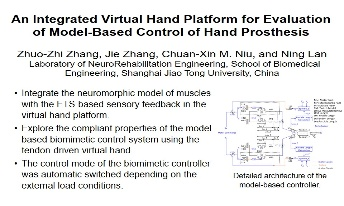 An Integrated Virtual Hand Platform for Evaluation
of Model-Based Control of Hand Prosthesis
Zhuo-Zhi Zhang, Jie Zhang, Chuan-Xin M. Niu, and Ning Lan
Laboratory of NeuroRehabilitation Engineering, School of Biomedical
Engineering, Shanghai Jiao Tong University, China
• Integrate the neuromorphic model of muscles
with the ETS based sensory feedback in the
virtual hand platform.
• Explore the compliant properties of the model
based biomimetic control system using the
tendon driven virtual hand
• The control mode of the biomimetic controller
was automatic switched depending on the
external load conditions.
Detailed architecture of the
model-based controller.